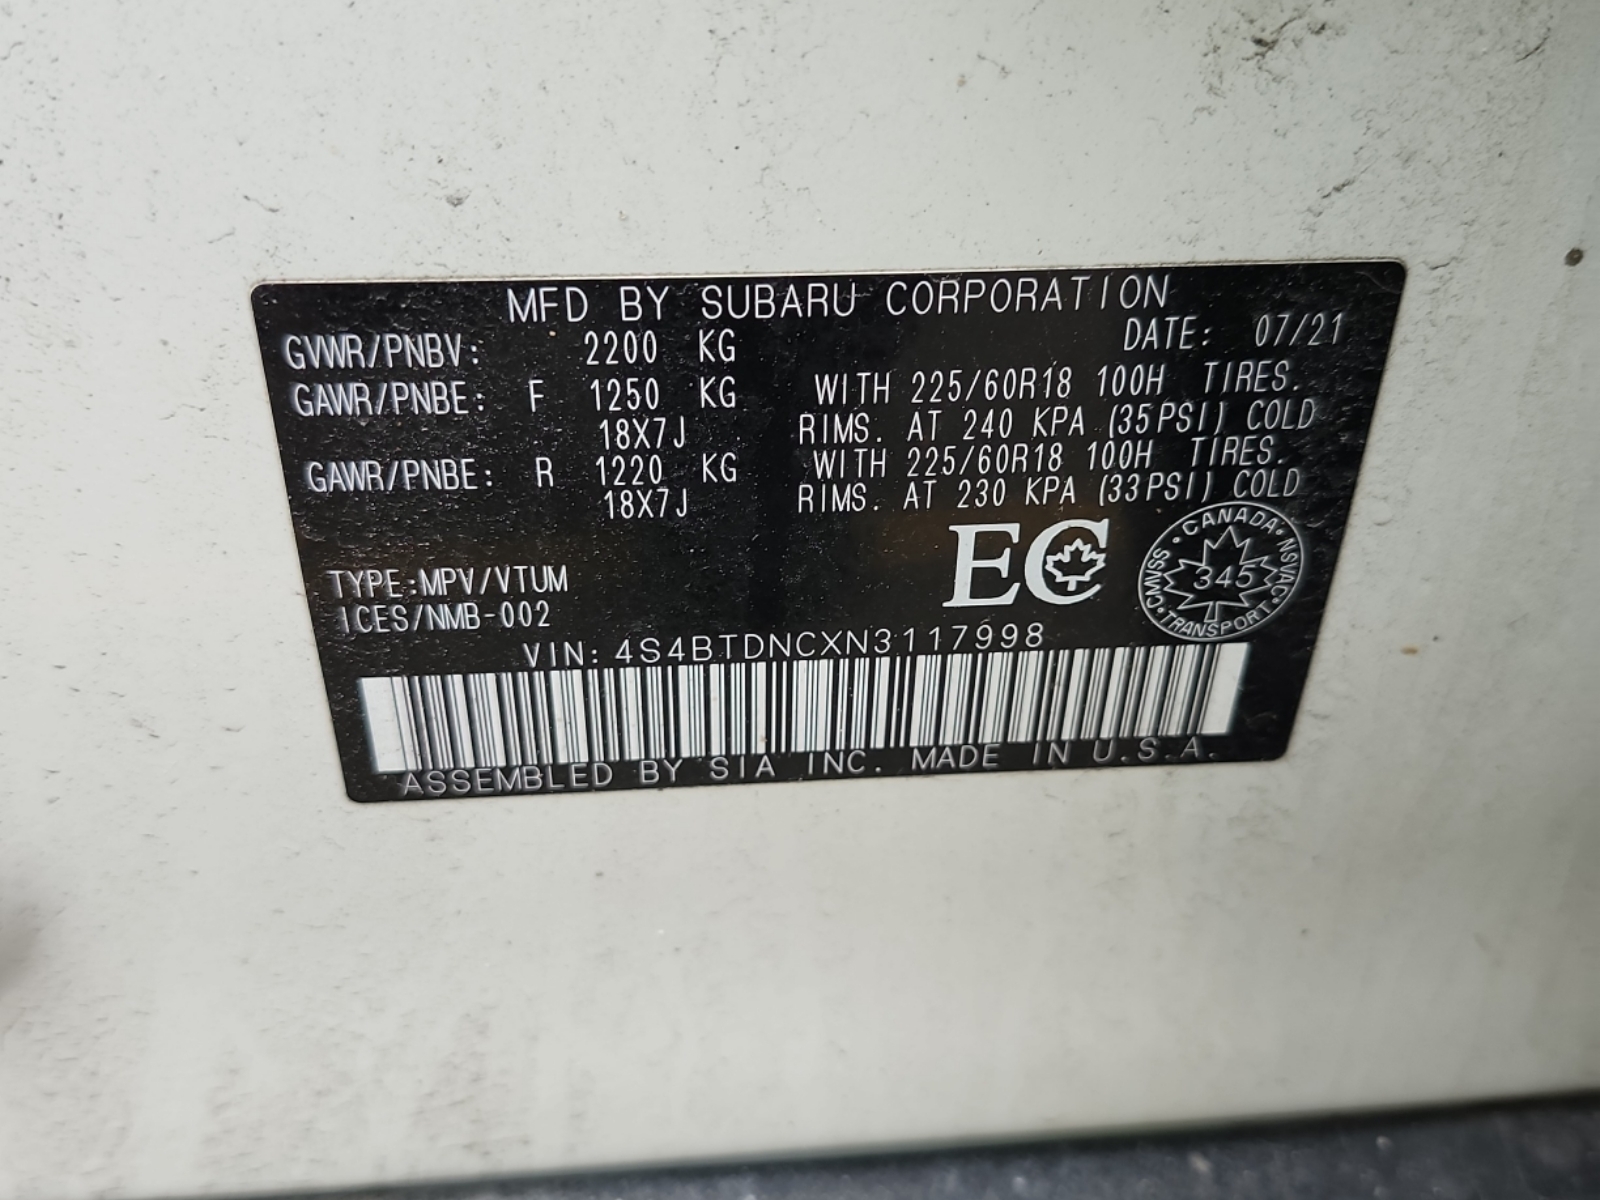 MFD BY SUBARU CORPORATION
DATE: 07/21
GVWR/PNBV: 2200 KG
GAWR/PNBE: F 1250 KG WITH 225/60R18 100H TIRES.
18X7J RIMS. AT 240 KPA (35PSI) COLD
GAWR/PNBE: R 1220 KG WITH 225/60R18 100H TIRES.
18X7J RIMS. AT 230 KPA (33PSI) COLD
EC
CANADA · NSVAC · TRANSPORT · CMVSS ·
345
TYPE:MPV/VTUM
ICES/NMB-002
VIN: 4S4BTDNCXN3117998
ASSEMBLED BY SIA INC. MADE IN U.S.A.